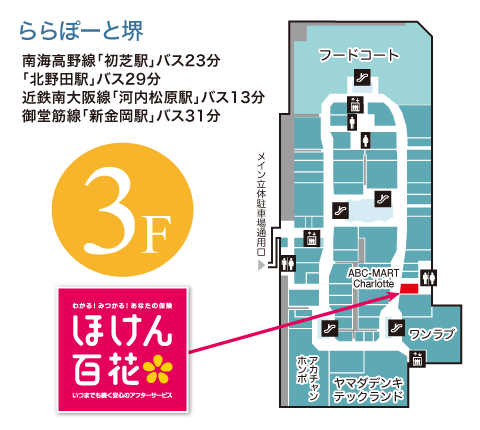 ららぽーと堺
南海高野線「初芝駅」バス23分
「北野田駅」バス29分
近鉄南大阪線「河内松原駅」バス13分
御堂筋線「新金岡駅」バス31分
3F
わかる！みつかる！あなたの保険
ほけん
百花
いつまでも続く安心のアフターサービス
フードコート
メイン立体駐車場通用口
ABC-MART
Charlotte
ワンラブ
アカチャン
ホンポ
ヤマダデンキ
テックランド